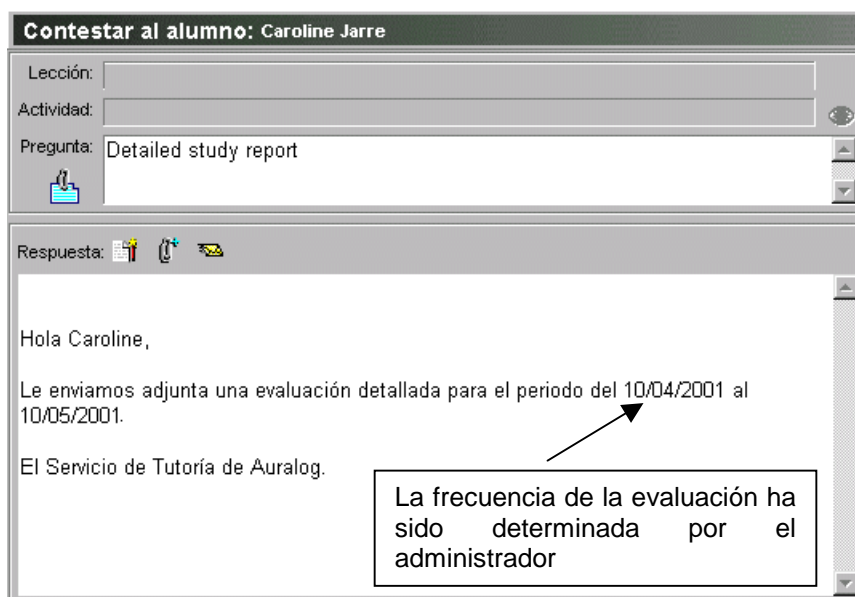 Contestar al alumno: Caroline Jarre
Lección:
Actividad:
Pregunta: Detailed study report
Respuesta:
Hola Caroline,
Le enviamos adjunta una evaluación detallada para el periodo del 10/04/2001 al
10/05/2001.
El Servicio de Tutoría de Auralog.
La frecuencia de la evaluación ha
sido determinada por el
administrador